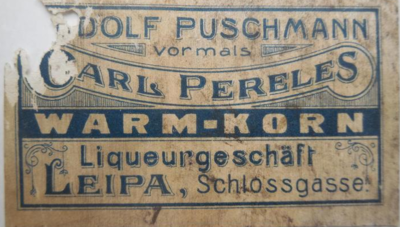 DOLF PUSCHMANN
vormals
CARL PERELES
WARM-KORN
Liqueurgeschäft
LEIPA, Schlossgasse.